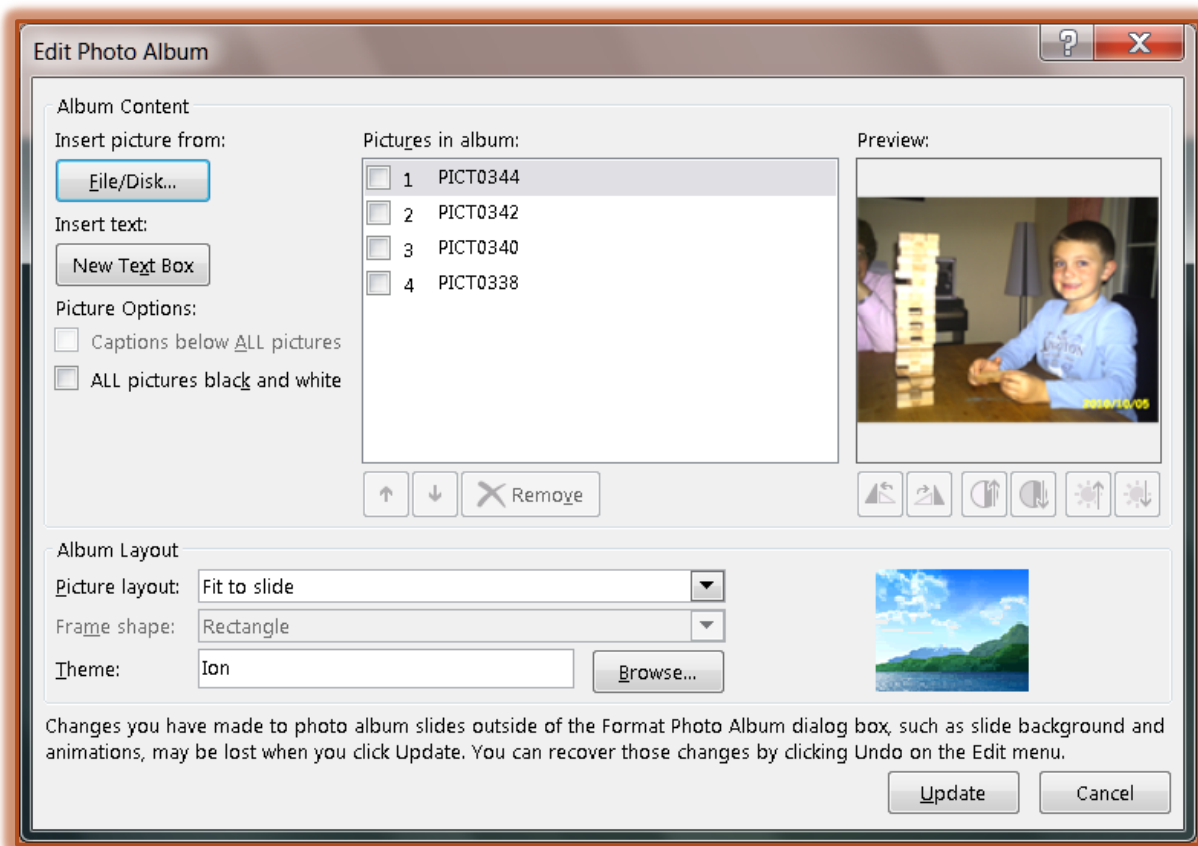 Edit Photo Album
Album Content
Insert picture from:
File/Disk...
Insert text:
New Text Box
Picture Options:
Captions below ALL pictures
ALL pictures black and white
Pictures in album:
1 PICT0344
2 PICT0342
3 PICT0340
4 PICT0338
Remove
Preview:
2010/10/05
Album Layout
Picture layout: Fit to slide
Frame shape: Rectangle
Theme: Ion
Browse...
Changes you have made to photo album slides outside of the Format Photo Album dialog box, such as slide background and
animations, may be lost when you click Update. You can recover those changes by clicking Undo on the Edit menu.
Update Cancel